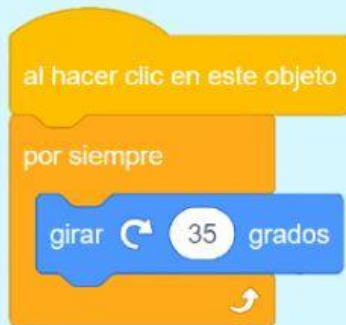 al hacer clic en este objeto
por siempre
girar 35 grados